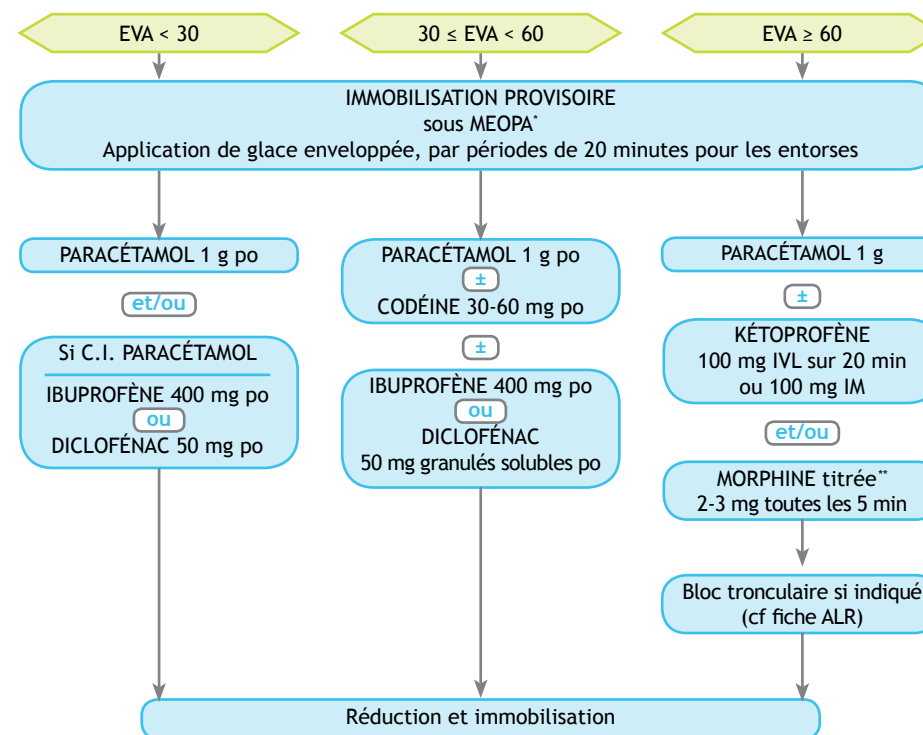 EVA < 30
30 ≤ EVA < 60
EVA ≥ 60
IMMOBILISATION PROVISOIRE
sous MEOPA*
Application de glace enveloppée, par périodes de 20 minutes pour les entorses
PARACÉTAMOL 1 g po
et/ou
Si C.I. PARACÉTAMOL
IBUPROFÈNE 400 mg po
ou
DICLOFÉNAC 50 mg po
PARACÉTAMOL 1 g po
±
CODÉINE 30-60 mg po
±
IBUPROFÈNE 400 mg po
ou
DICLOFÉNAC
50 mg granulés solubles po
PARACÉTAMOL 1 g
±
KÉTOPROFÈNE
100 mg IVL sur 20 min
ou 100 mg IM
et/ou
MORPHINE titrée**
2-3 mg toutes les 5 min
Bloc tronculaire si indiqué
(cf fiche ALR)
Réduction et immobilisation